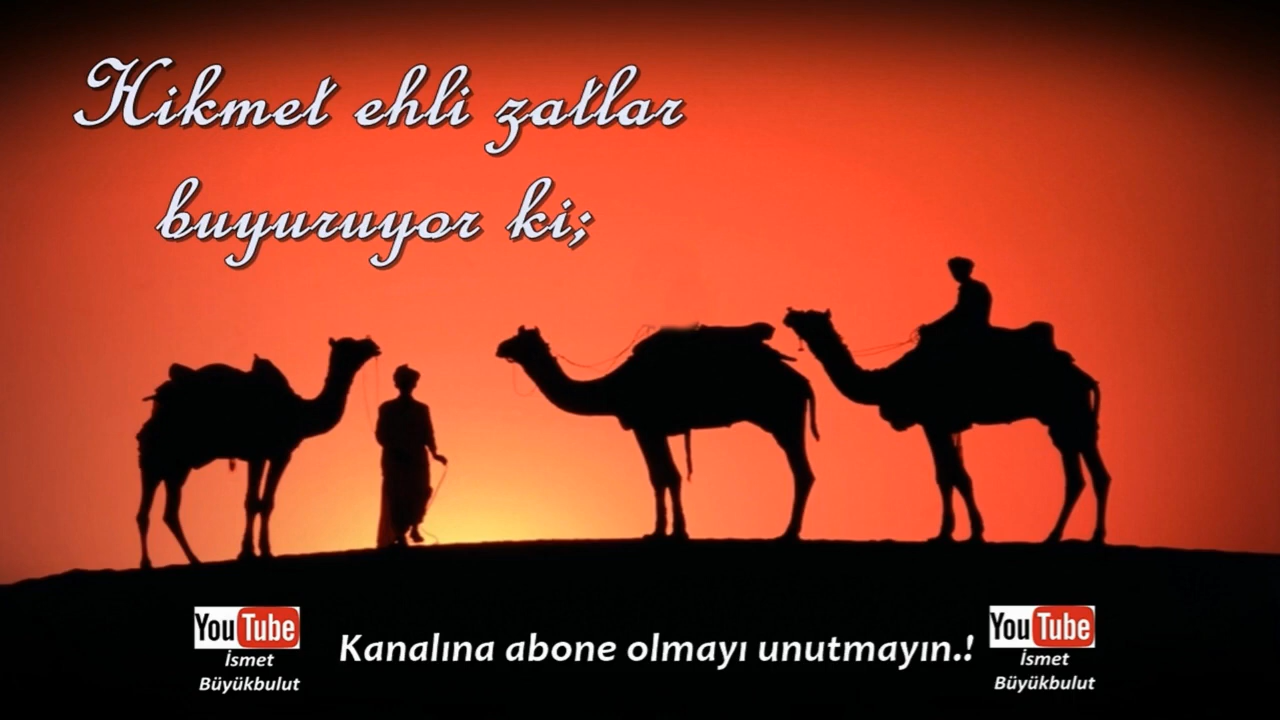 Hikmet ehli zatlar
buyuruyor ki;
YouTube
İsmet
Büyükbulut
Kanalına abone olmayı unutmayın.!
YouTube
İsmet
Büyükbulut